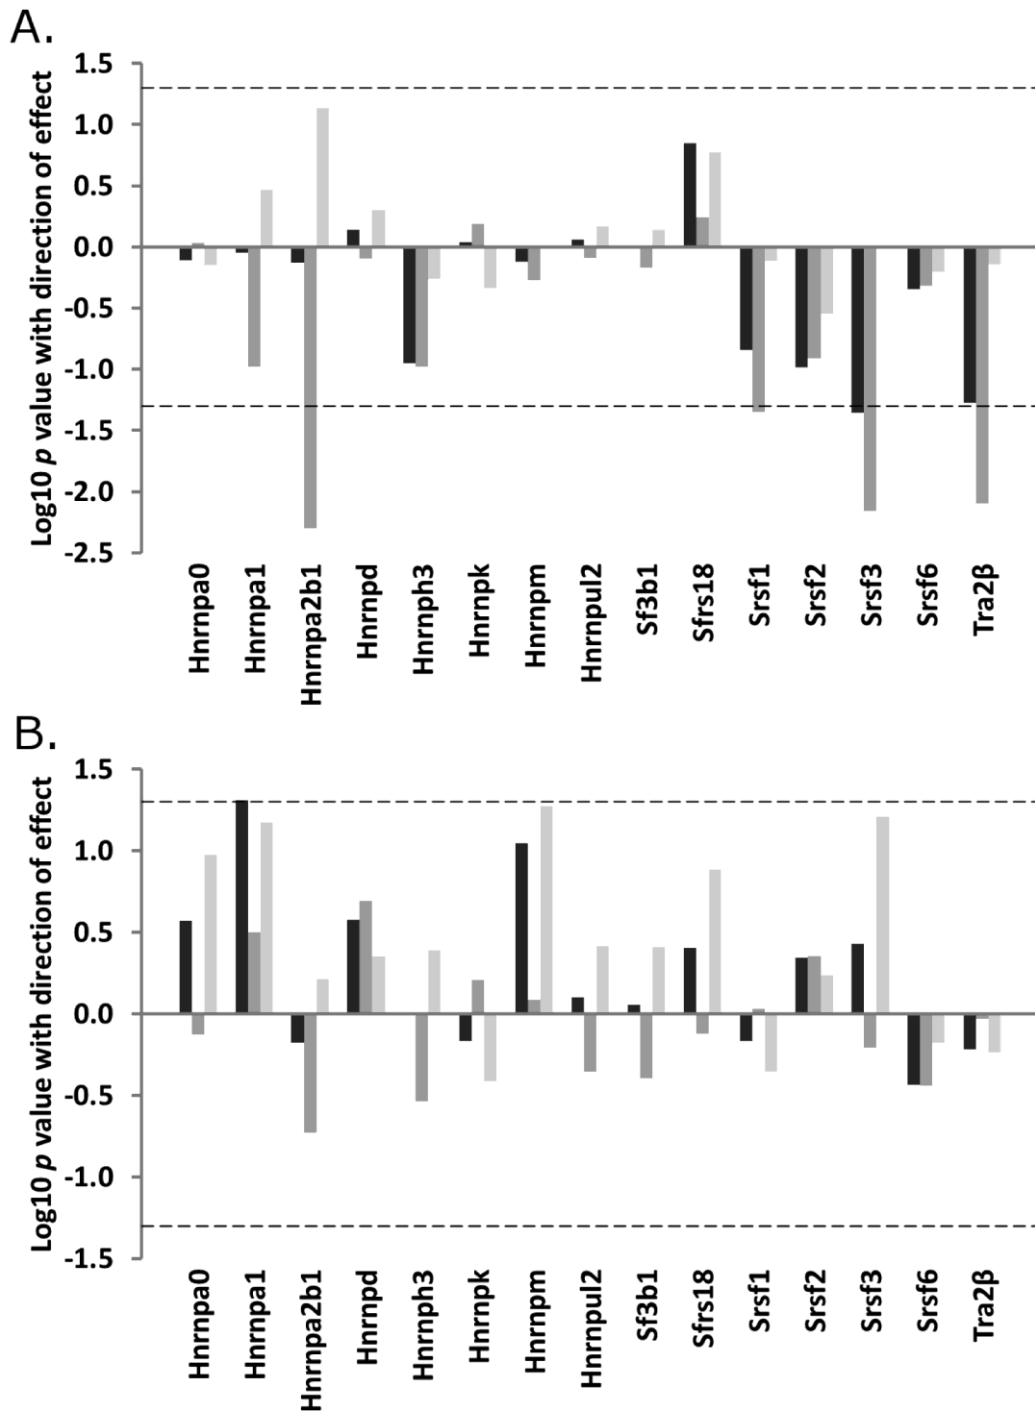 A.
Log10 p value with direction of effect
1.5
1.0
0.5
0.0
-0.5
-1.0
-1.5
-2.0
-2.5
Hnrnpa0
Hnrnpa1
Hnrnpa2b1
Hnrnpd
Hnrnph3
Hnrnpk
Hnrnpm
Hnrnpul2
Sf3b1
Sfrs18
Srsf1
Srsf2
Srsf3
Srsf6
Tra2β
B.
Log10 p value with direction of effect
1.5
1.0
0.5
0.0
-0.5
-1.0
-1.5
Hnrnpa0
Hnrnpa1
Hnrnpa2b1
Hnrnpd
Hnrnph3
Hnrnpk
Hnrnpm
Hnrnpul2
Sf3b1
Sfrs18
Srsf1
Srsf2
Srsf3
Srsf6
Tra2β